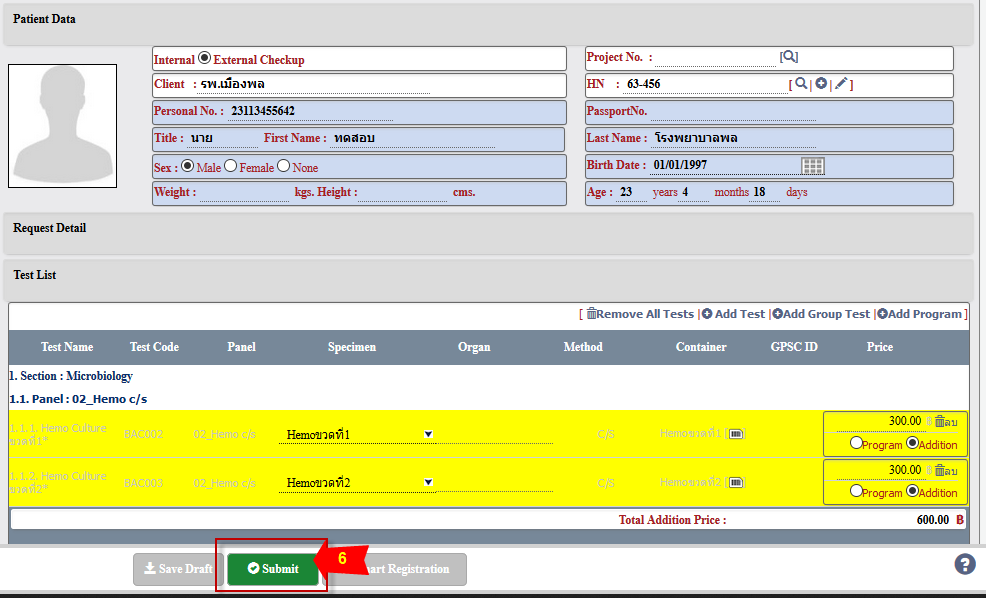 Patient Data
Internal External Checkup
Project No. : [ ]
Client : รพ.เมืองพล
HN : 63-456 [ | | ]
Personal No. : 23113455642
PassportNo.
Title : นาย First Name : ทดสอบ
Last Name : โรงพยาบาลพล
Sex : Male Female None
Birth Date : 01/01/1997
Weight : kgs. Height : cms.
Age : 23 years 4 months 18 days
Request Detail
Test List
[ Remove All Tests | Add Test | Add Group Test | Add Program ]
Test Name Test Code Panel Specimen Organ Method Container GPSC ID Price
1. Section : Microbiology
1.1. Panel : 02_Hemo c/s
1.1.1. Hemo Culture
ขวดที่1* BAC002 02_Hemo c/s Hemoขวดที่1 C/S Hemoขวดที่1 [ ] 300.00 ฿ ลบ
Program Addition
1.1.2. Hemo Culture
ขวดที่2* BAC003 02_Hemo c/s Hemoขวดที่2 C/S Hemoขวดที่2 [ ] 300.00 ฿ ลบ
Program Addition
Total Addition Price : 600.00 ฿
Save Draft Submit 6 art Registration ?